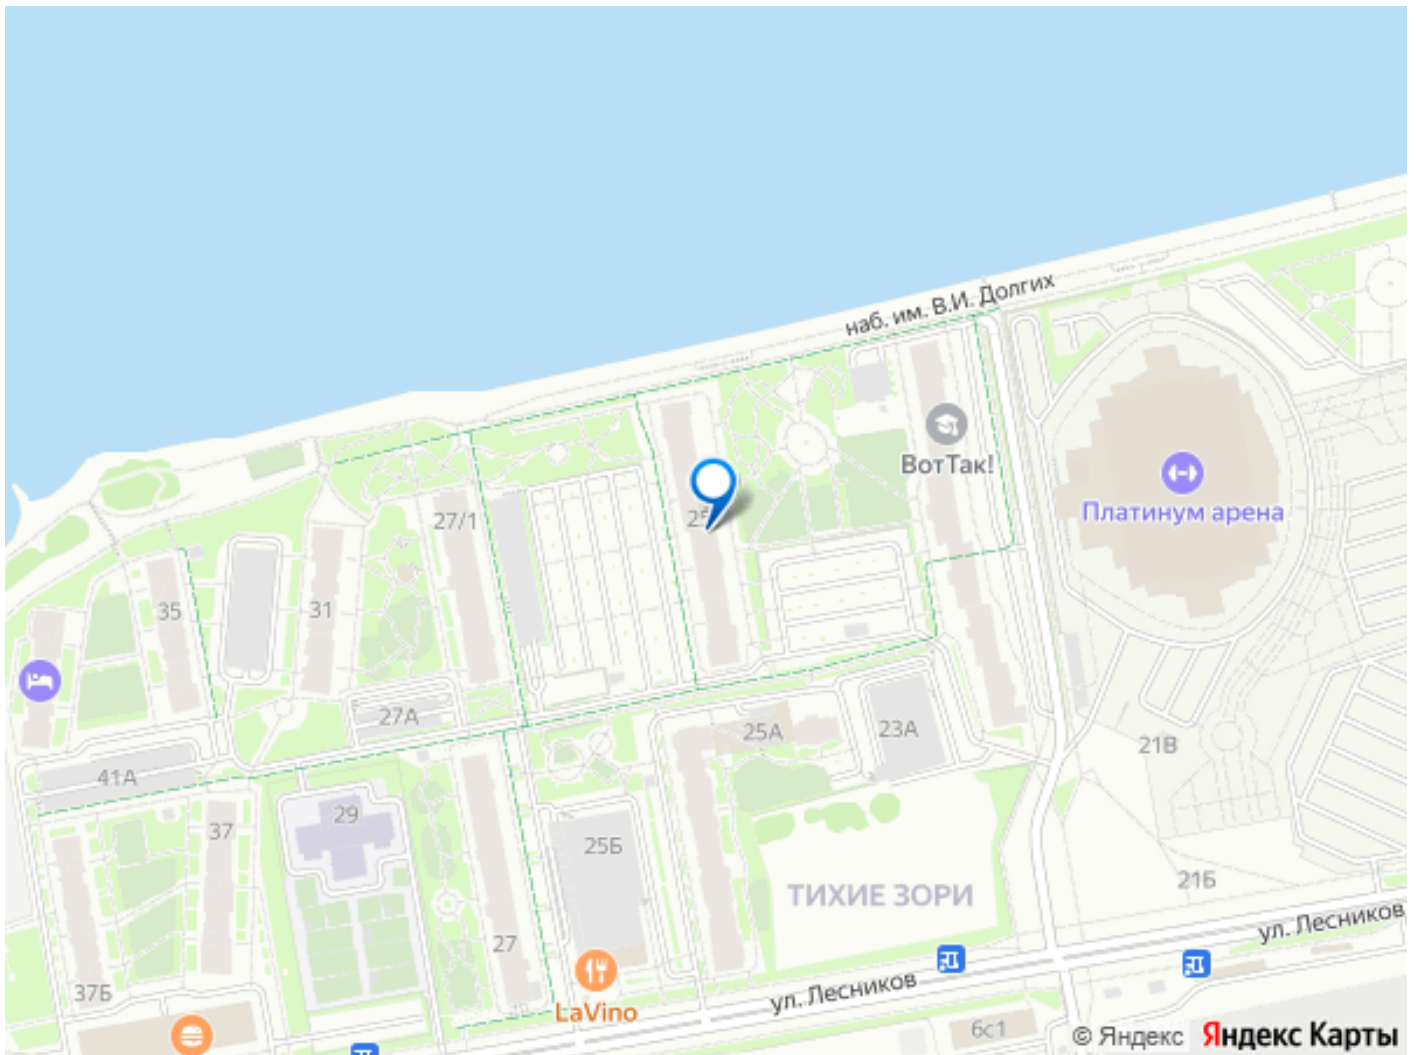 наб. им. В.И. Долгих
ВотТак!
Платинум арена
27/1
25
35
31
27А
25А
23А
21В
41А
29
37
25Б
21Б
ТИХИЕ ЗОРИ
ул. Лесников
27
37Б
ул. Лесников
LaVino
6с1
© Яндекс Яндекс Карты